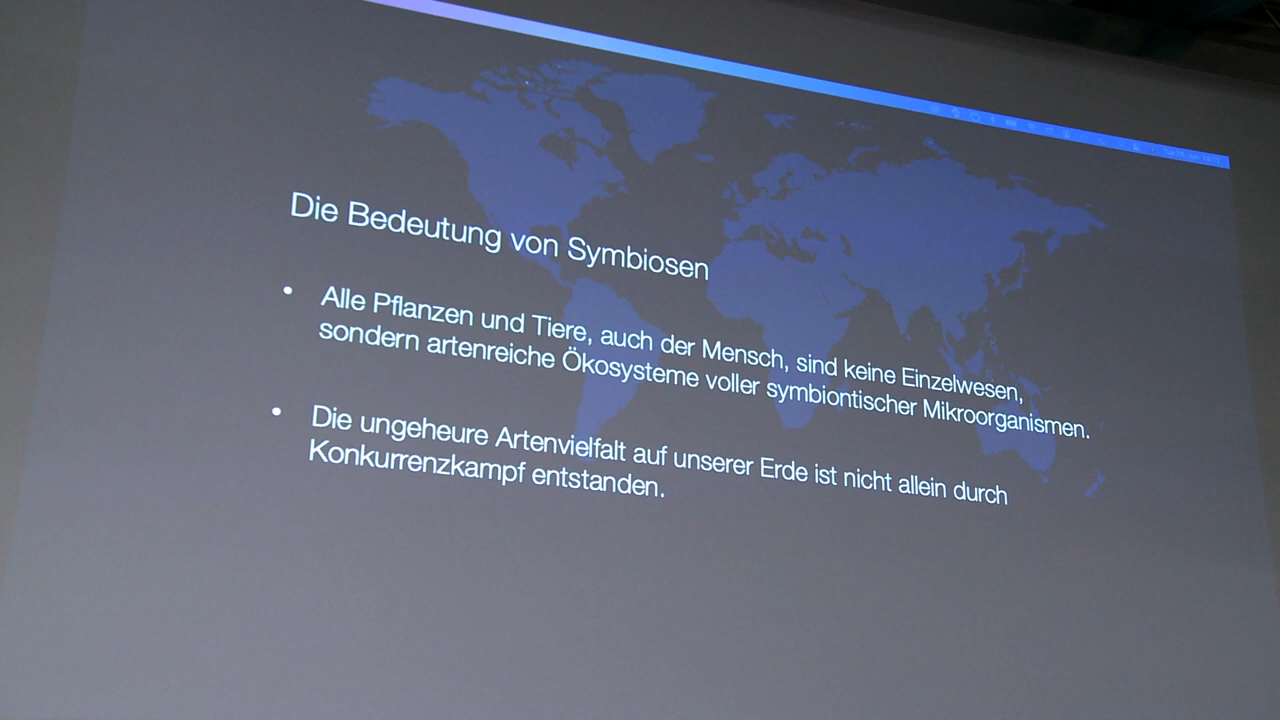 Die Bedeutung von Symbiosen
• Alle Pflanzen und Tiere, auch der Mensch, sind keine Einzelwesen,
sondern artenreiche Ökosysteme voller symbiontischer Mikroorganismen.
• Die ungeheure Artenvielfalt auf unserer Erde ist nicht allein durch
Konkurrenzkampf entstanden.